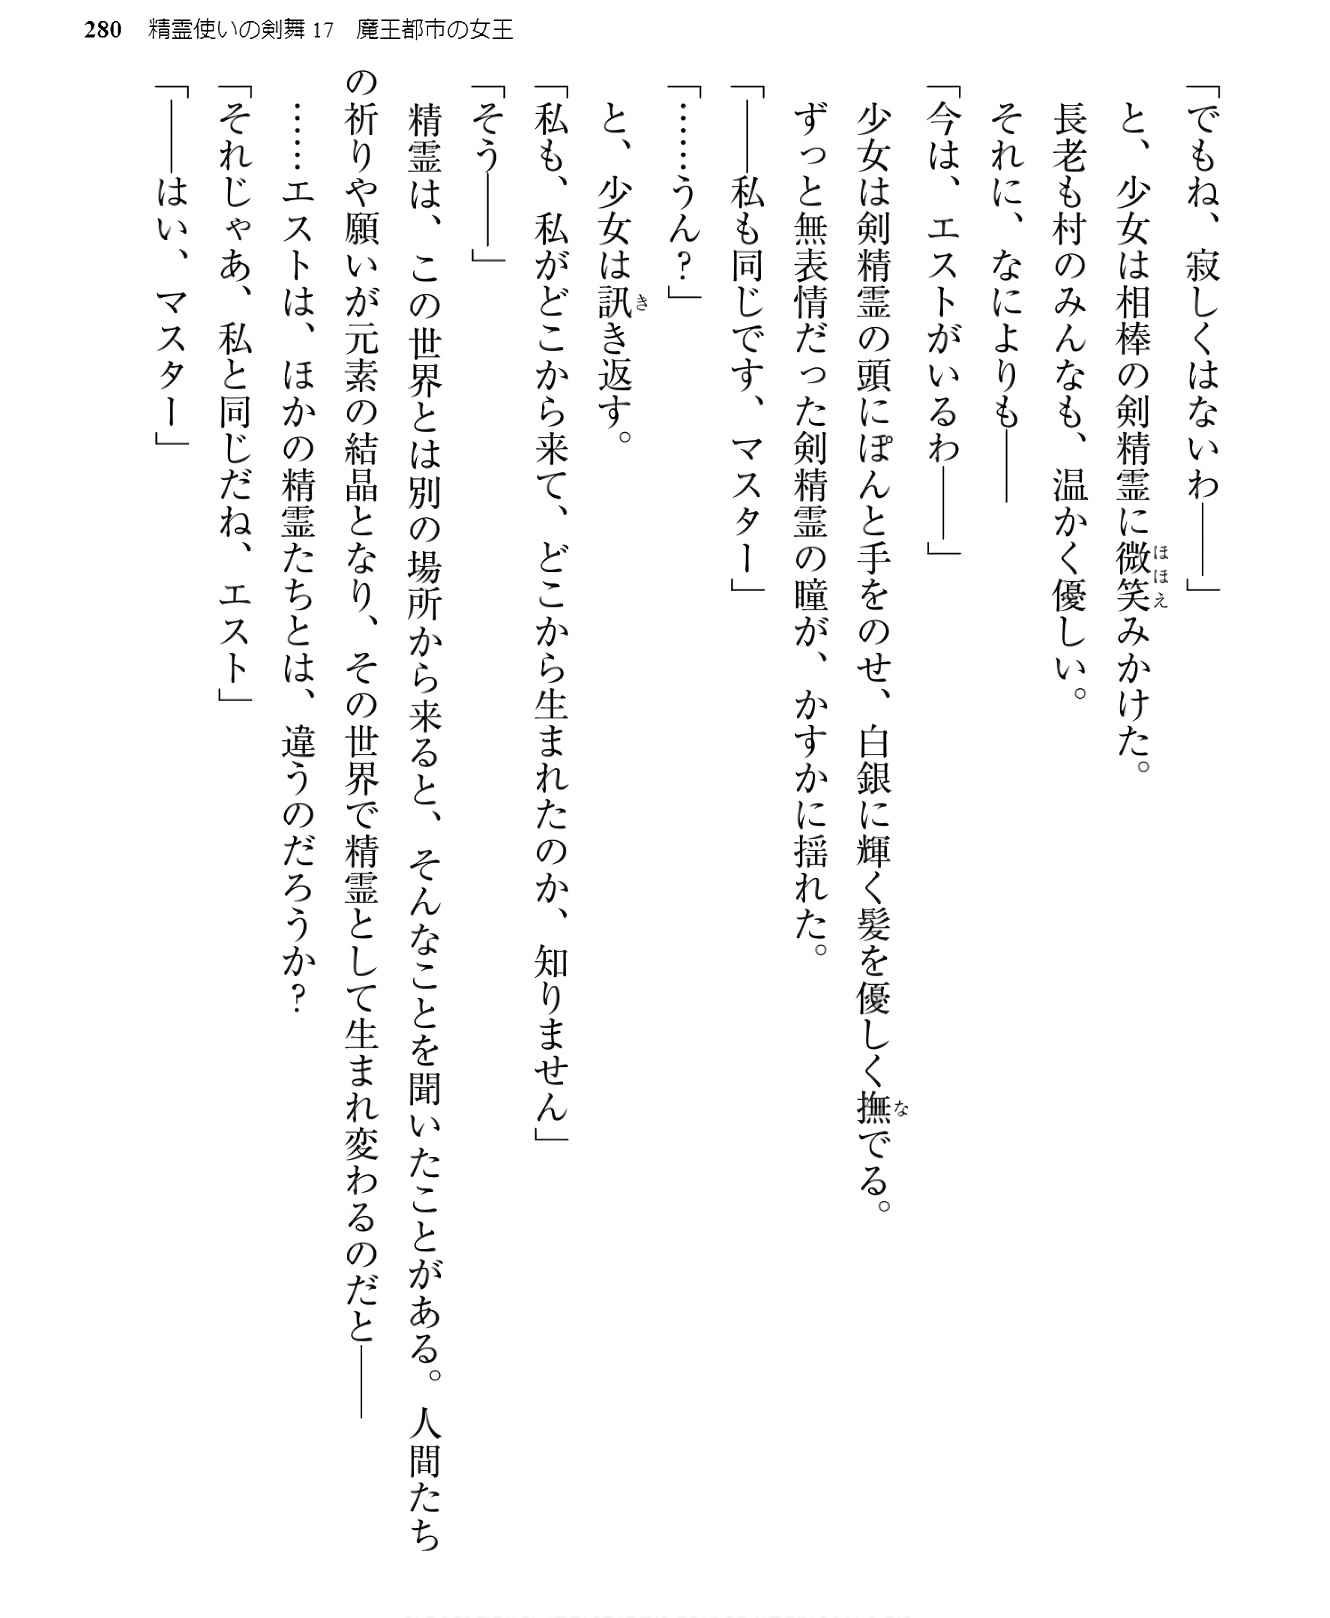 280 精霊使いの剣舞17 魔王都市の女王
「でもね、寂しくはないわ――」
と、少女は相棒の剣精霊に微笑みかけた。
長老も村のみんなも、温かく優しい。
それに、なによりも――
「今は、エストがいるわ――」
少女は剣精霊の頭にぽんと手をのせ、白銀に輝く髪を優しく撫でる。
ずっと無表情だった剣精霊の瞳が、かすかに揺れた。
「――私も同じです、マスター」
「……うん？」
と、少女は訊き返す。
「私も、私がどこから来て、どこから生まれたのか、知りません」
「そう――」
精霊は、この世界とは別の場所から来ると、そんなことを聞いたことがある。人間たち
の祈りや願いが元素の結晶となり、その世界で精霊として生まれ変わるのだと――
……エストは、ほかの精霊たちとは、違うのだろうか？
「それじゃあ、私と同じだね、エスト」
「――はい、マスター」